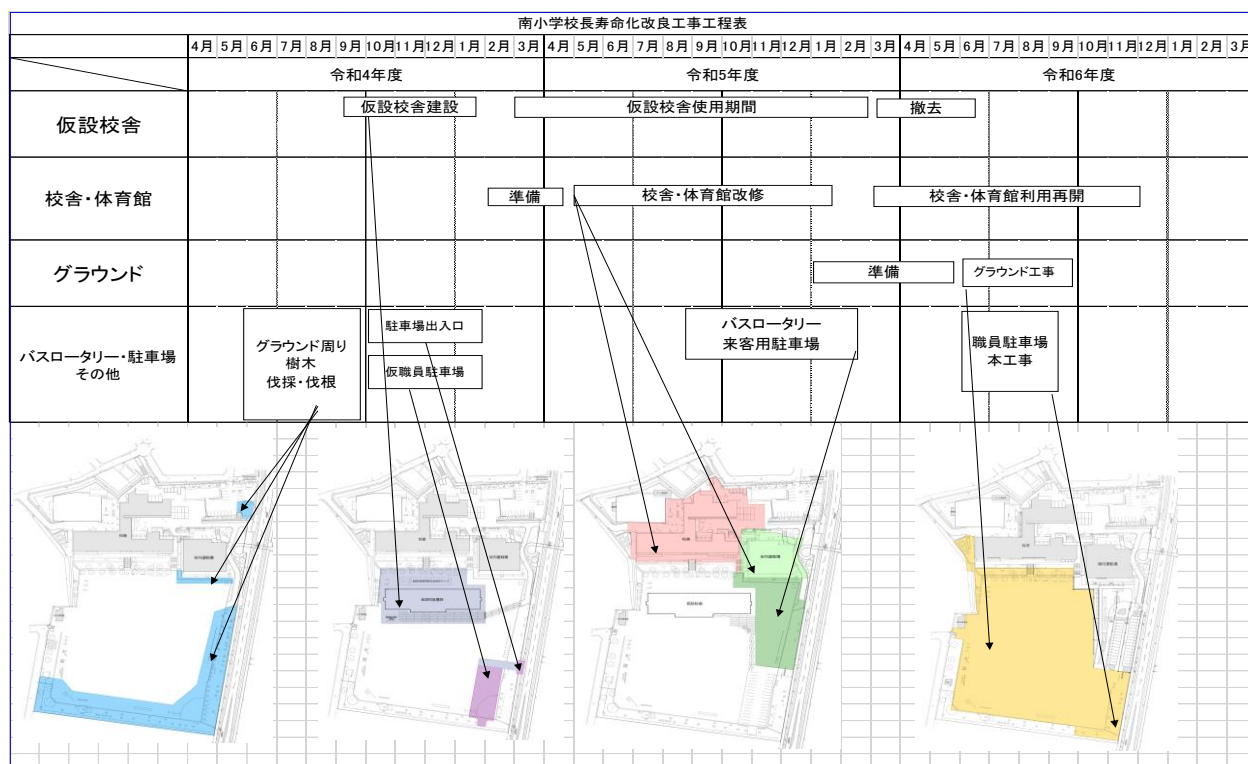 南小学校長寿命化改良工事工程表
4月 5月 6月 7月 8月 9月 10月 11月 12月 1月 2月 3月 4月 5月 6月 7月 8月 9月 10月 11月 12月 1月 2月 3月 4月 5月 6月 7月 8月 9月 10月 11月 12月 1月 2月 3月
令和4年度 令和5年度 令和6年度
仮設校舎
仮設校舎建設 仮設校舎使用期間 撤去
校舎・体育館
準備 校舎・体育館改修 校舎・体育館利用再開
グラウンド
準備 グラウンド工事
バスロータリー・駐車場
その他
グラウンド周り
樹木
伐採・伐根
駐車場出入口
仮職員駐車場
バスロータリー
来客用駐車場
職員駐車場
本工事